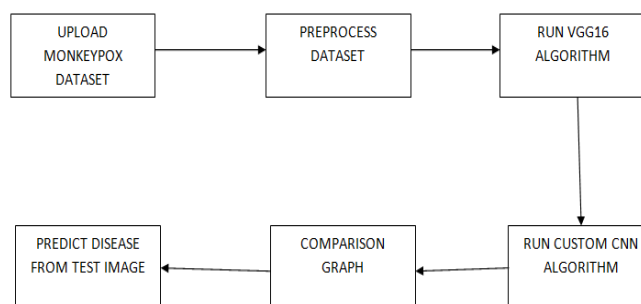 UPLOAD
MONKEYPOX
DATASET
PREPROCESS
DATASET
RUN VGG16
ALGORITHM
RUN CUSTOM CNN
ALGORITHM
COMPARISON
GRAPH
PREDICT DISEASE
FROM TEST IMAGE